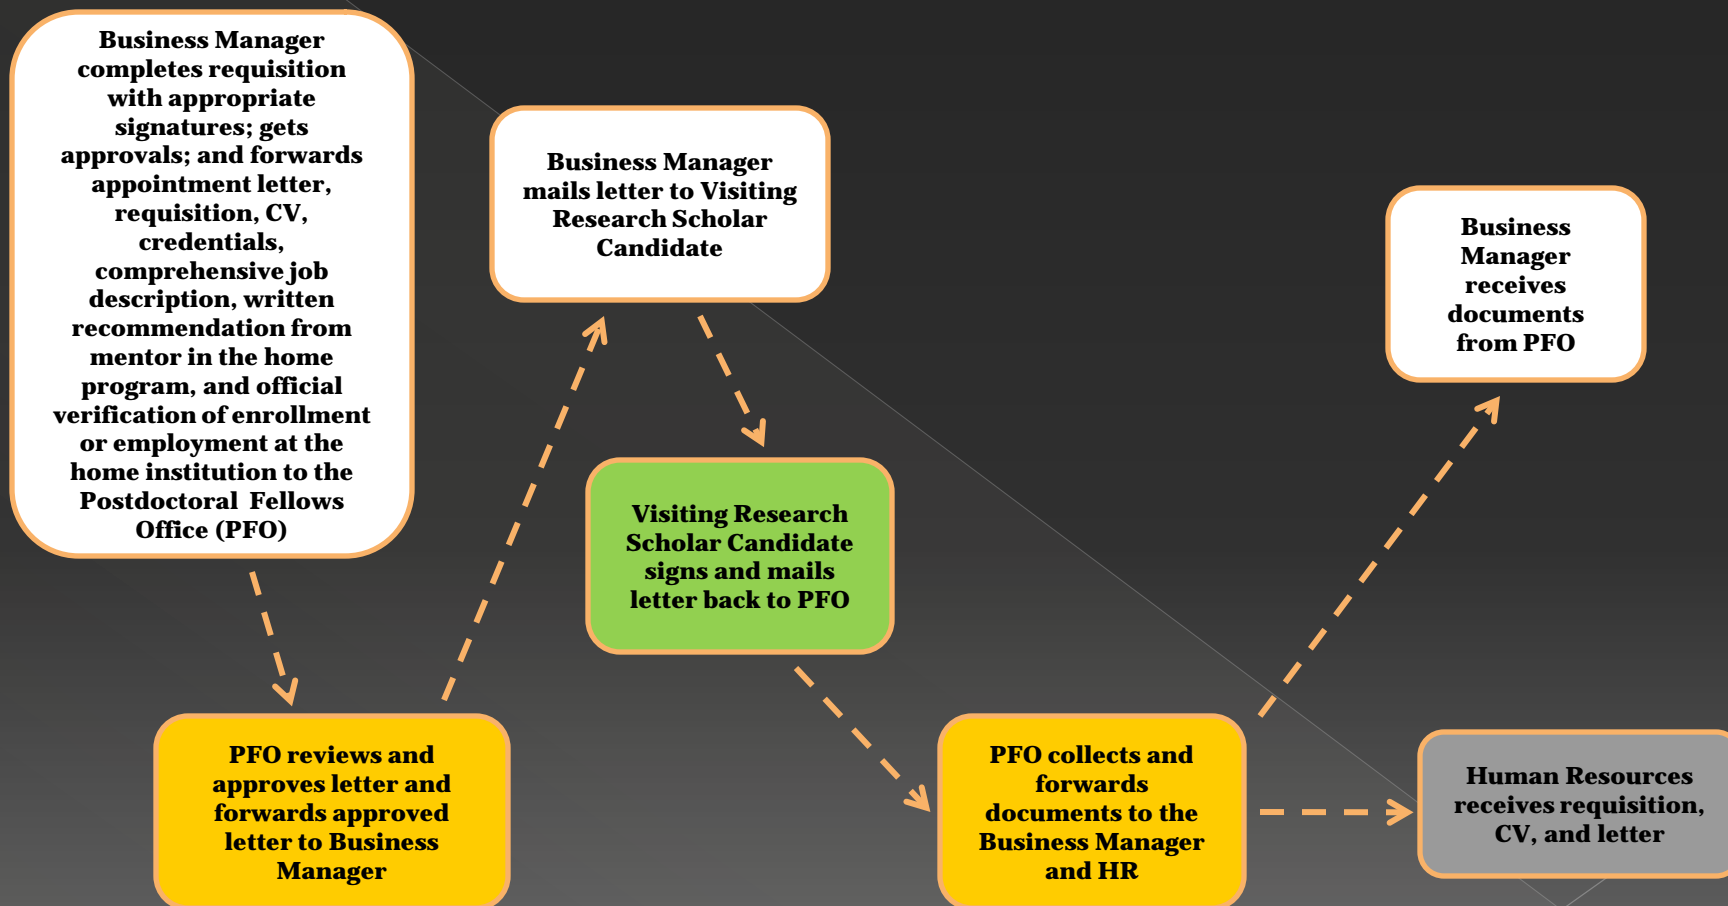 Business Manager
completes requisition
with appropriate
signatures; gets
approvals; and forwards
appointment letter,
requisition, CV,
credentials,
comprehensive job
description, written
recommendation from
mentor in the home
program, and official
verification of enrollment
or employment at the
home institution to the
Postdoctoral Fellows
Office (PFO)
PFO reviews and
approves letter and
forwards approved
letter to Business
Manager
Business Manager
mails letter to Visiting
Research Scholar
Candidate
Visiting Research
Scholar Candidate
signs and mails
letter back to PFO
PFO collects and
forwards
documents to the
Business Manager
and HR
Business
Manager
receives
documents
from PFO
Human Resources
receives requisition,
CV, and letter